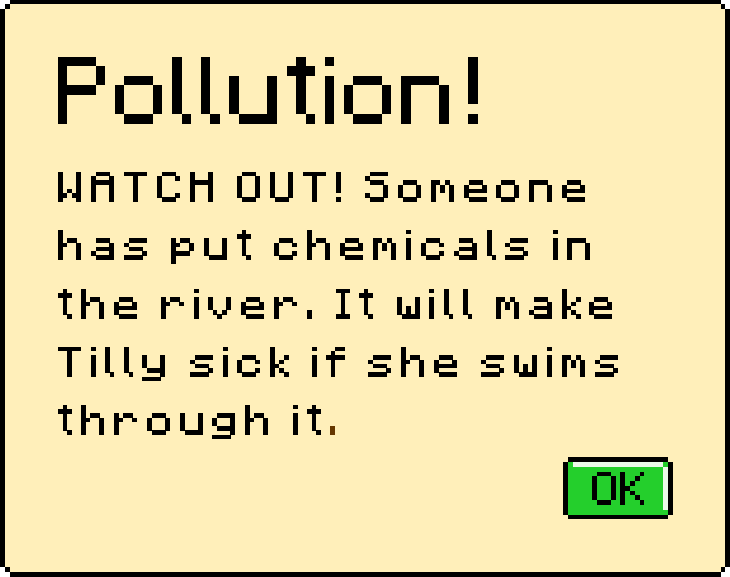 Pollution!
WATCH OUT! Someone
has put chemicals in
the river. It will make
Tilly sick if she swims
through it.
OK